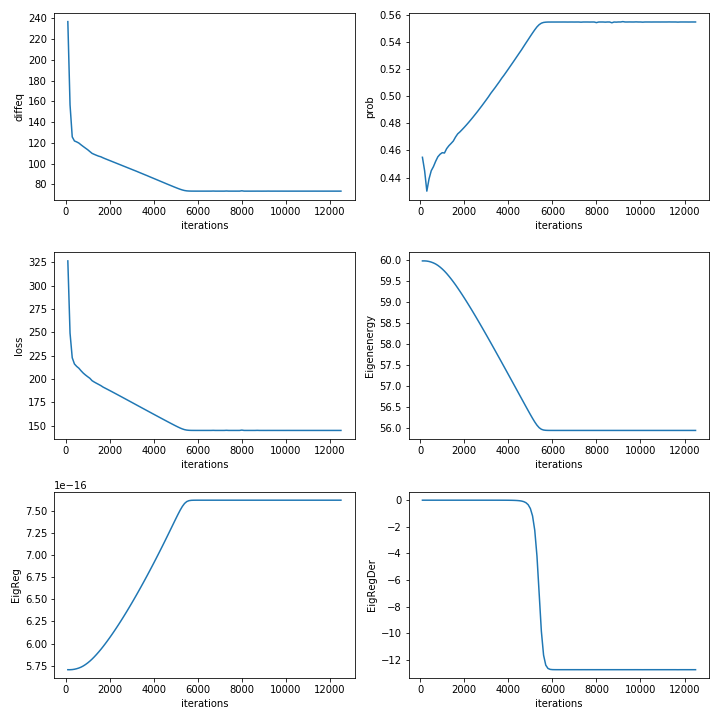 240
220
200
180
160
140
120
100
80
diffeq
0 2000 4000 6000 8000 10000 12000
iterations
0.56
0.54
0.52
0.50
0.48
0.46
0.44
prob
0 2000 4000 6000 8000 10000 12000
iterations
325
300
275
250
225
200
175
150
loss
0 2000 4000 6000 8000 10000 12000
iterations
60.0
59.5
59.0
58.5
58.0
57.5
57.0
56.5
56.0
Eigenenergy
0 2000 4000 6000 8000 10000 12000
iterations
1e−16
7.50
7.25
7.00
6.75
6.50
6.25
6.00
5.75
EigReg
0 2000 4000 6000 8000 10000 12000
iterations
0
−2
−4
−6
−8
−10
−12
EigRegDer
0 2000 4000 6000 8000 10000 12000
iterations